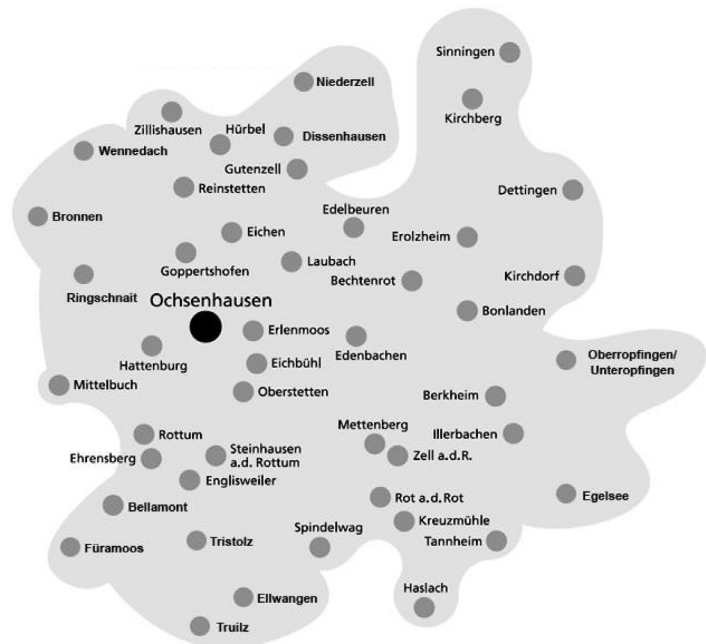 Sinningen
Niederzell
Kirchberg
Zillishausen
Hürbel
Dissenhausen
Wennedach
Gutenzell
Reinstetten
Dettingen
Edelbeuren
Bronnen
Eichen
Erolzheim
Goppertshofen
Laubach
Bechtenrot
Kirchdorf
Ringschnait
Ochsenhausen
Bonlanden
Erlenmoos
Edenbachen
Hattenburg
Eichbühl
Oberropfingen/
Unteropfingen
Mittelbuch
Oberstetten
Berkheim
Mettenberg
Illerbachen
Rottum
Steinhausen
a.d. Rottum
Ehrensberg
Zell a.d.R.
Englisweiler
Rot a.d.Rot
Egelsee
Bellamont
Kreuzmühle
Spindelwag
Tristolz
Tannheim
Füramoos
Haslach
Ellwangen
Truilz